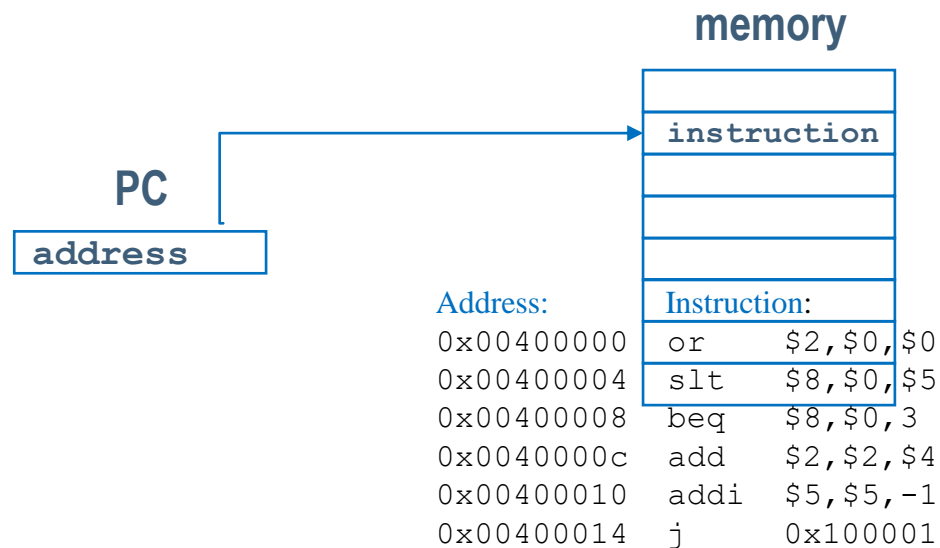 memory
instruction
PC
address
Address: Instruction:
0x00400000 or $2,$0,$0
0x00400004 slt $8,$0,$5
0x00400008 beq $8,$0,3
0x0040000c add $2,$2,$4
0x00400010 addi $5,$5,-1
0x00400014 j 0x100001